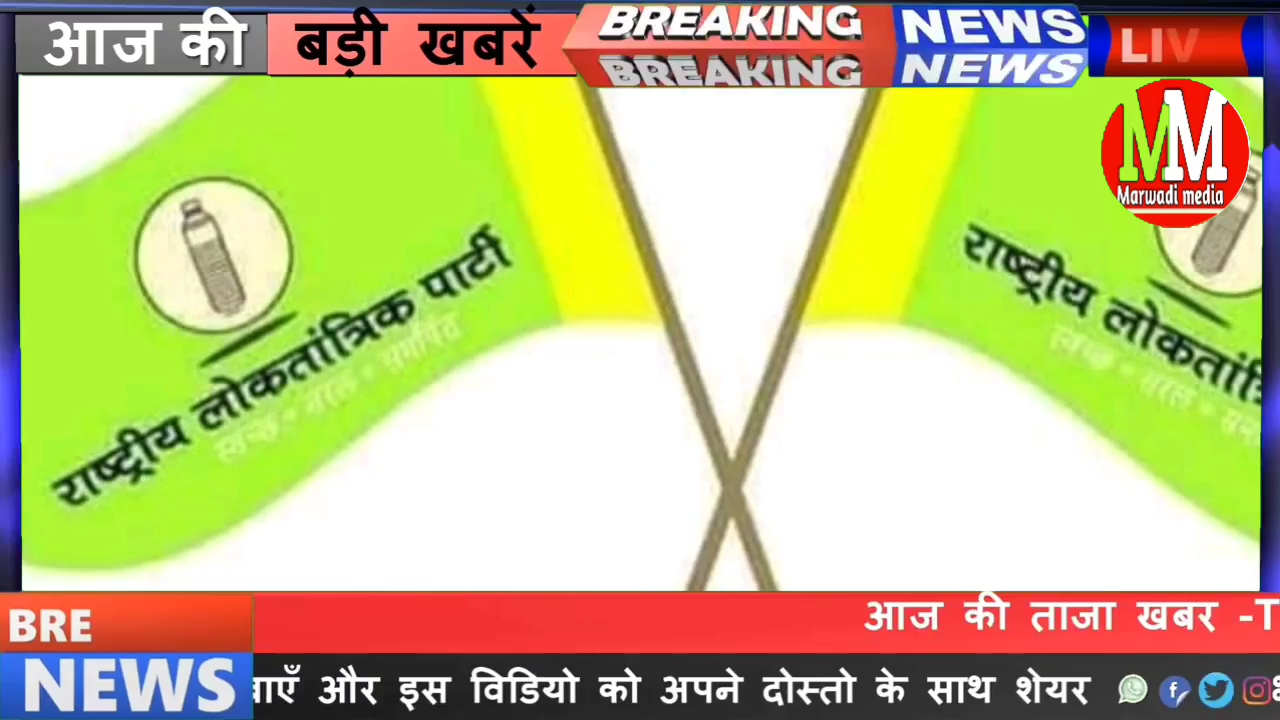 आज की बड़ी खबरें BREAKING NEWS LIV
BREAKING NEWS
MM
Marwadi media
राष्ट्रीय लोकतांत्रिक पार्टी
राष्ट्रीय
BRE
NEWS
आज की ताजा खबर -T
और इस विडियो को अपने दोस्तो के साथ शेयर